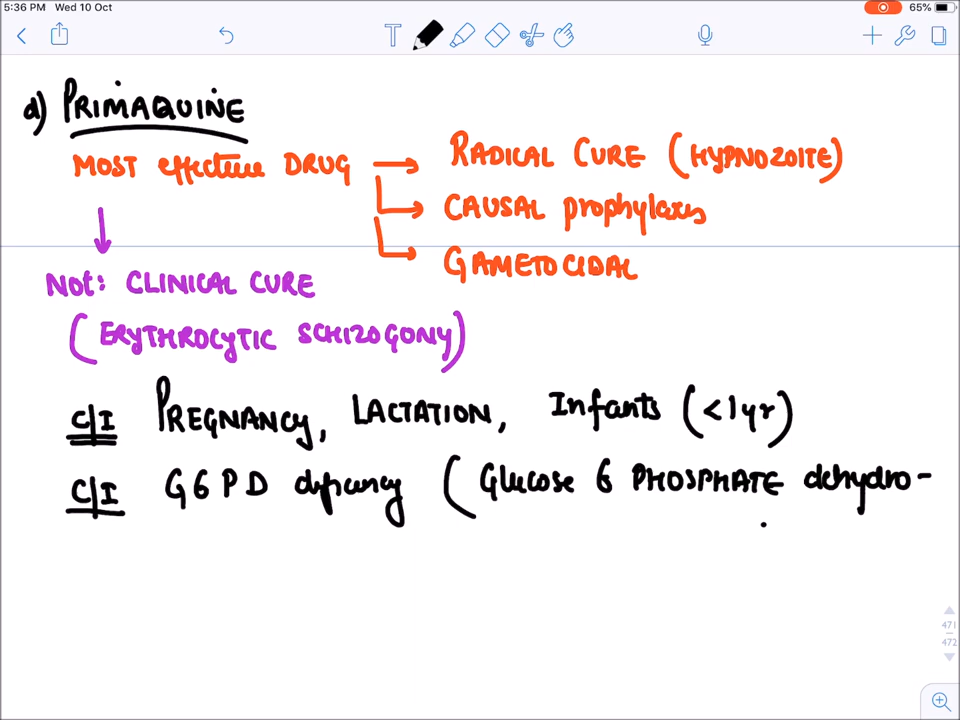 5:36 PM Wed 10 Oct 65%
T
a) PRIMAQUINE
MOST effective DRUG → RADICAL CURE (HYPNOZOITE)
→ CAUSAL prophylaxis
→ GAMETOCIDAL
Not: CLINICAL CURE
(ERYTHROCYTIC SCHIZOGONY)
C/I PREGNANCY, LACTATION, Infants (<1yr)
C/I G6PD deficiency (Glucose 6 PHOSPHATE dehydro-
471
472